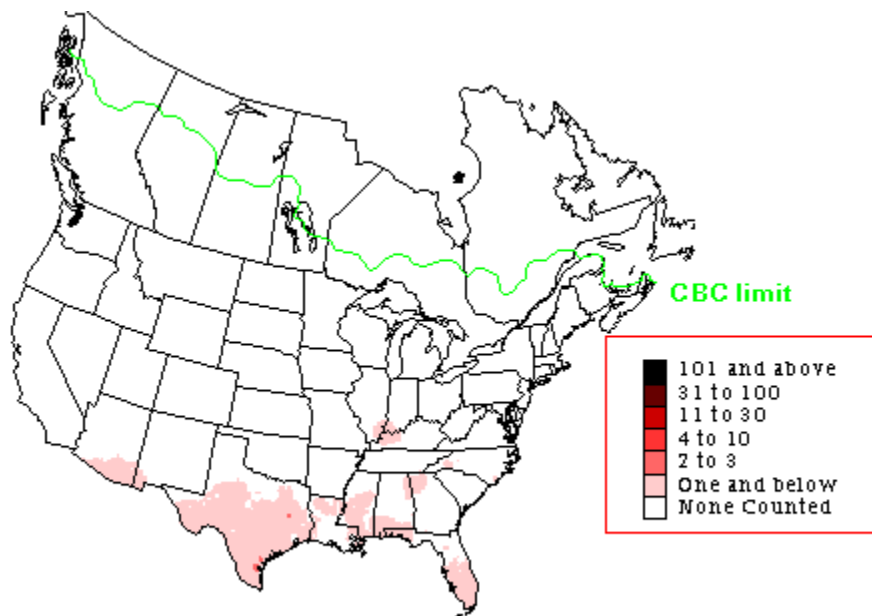 CBC limit
101 and above
31 to 100
11 to 30
4 to 10
2 to 3
One and below
None Counted